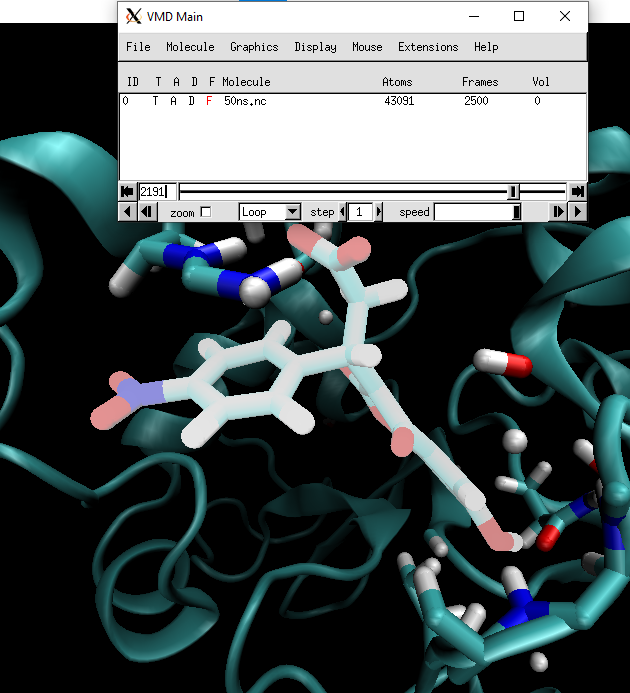 VMD Main
File Molecule Graphics Display Mouse Extensions Help
ID T A D F Molecule Atoms Frames Vol
0 T A D F 50ns.nc 43091 2500 0
2191
zoom Loop step 1 speed